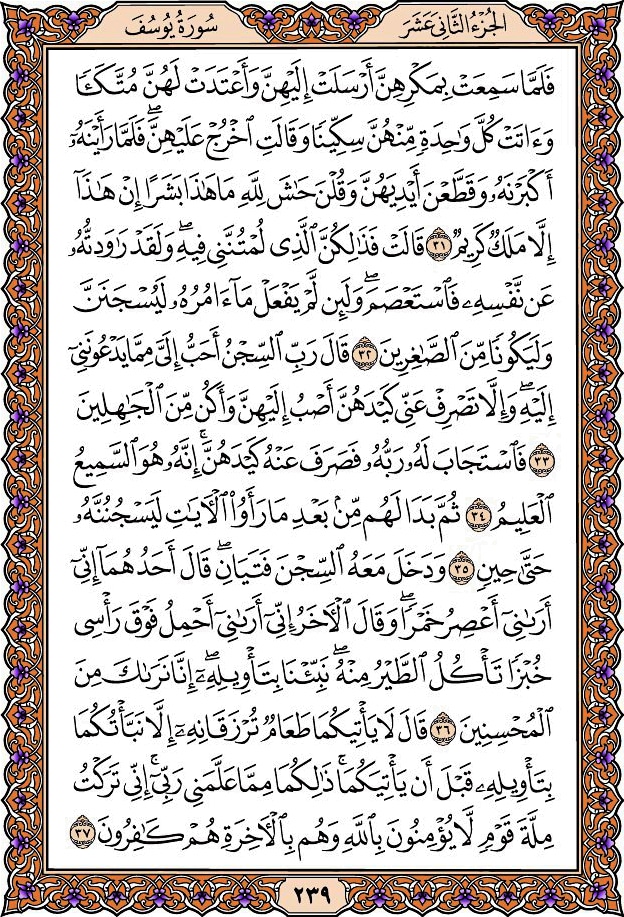 الجُزْءُ الثَّانِي عَشَرَ
سُورَةُ يُوسُفَ
فَلَمَّا سَمِعَتْ بِمَكْرِهِنَّ أَرْسَلَتْ إِلَيْهِنَّ وَأَعْتَدَتْ لَهُنَّ مُتَّكَـًٔا
وَءَاتَتْ كُلَّ وَٰحِدَةٍ مِّنْهُنَّ سِكِّينًا وَقَالَتِ ٱخْرُجْ عَلَيْهِنَّ ۖ فَلَمَّا رَأَيْنَهُۥٓ
أَكْبَرْنَهُۥ وَقَطَّعْنَ أَيْدِيَهُنَّ وَقُلْنَ حَٰشَ لِلَّهِ مَا هَٰذَا بَشَرًا إِنْ هَٰذَآ
إِلَّا مَلَكٌ كَرِيمٌ ٣١ قَالَتْ فَذَٰلِكُنَّ ٱلَّذِى لُمْتُنَّنِى فِيهِ ۖ وَلَقَدْ رَٰوَدتُّهُۥ
عَن نَّفْسِهِۦ فَٱسْتَعْصَمَ ۖ وَلَئِن لَّمْ يَفْعَلْ مَآ ءَامُرُهُۥ لَيُسْجَنَنَّ
وَلَيَكُونًا مِّنَ ٱلصَّٰغِرِينَ ٣٢ قَالَ رَبِّ ٱلسِّجْنُ أَحَبُّ إِلَىَّ مِمَّا يَدْعُونَنِىٓ
إِلَيْهِ ۖ وَإِلَّا تَصْرِفْ عَنِّى كَيْدَهُنَّ أَصْبُ إِلَيْهِنَّ وَأَكُن مِّنَ ٱلْجَٰهِلِينَ
٣٣ فَٱسْتَجَابَ لَهُۥ رَبُّهُۥ فَصَرَفَ عَنْهُ كَيْدَهُنَّ ۚ إِنَّهُۥ هُوَ ٱلسَّمِيعُ
ٱلْعَلِيمُ ٣٤ ثُمَّ بَدَا لَهُم مِّنۢ بَعْدِ مَا رَأَوُا۟ ٱلْـَٔايَٰتِ لَيَسْجُنُنَّهُۥ
حَتَّىٰ حِينٍ ٣٥ وَدَخَلَ مَعَهُ ٱلسِّجْنَ فَتَيَانِ ۖ قَالَ أَحَدُهُمَآ إِنِّىٓ
أَرَىٰنِىٓ أَعْصِرُ خَمْرًا ۖ وَقَالَ ٱلْـَٔاخَرُ إِنِّىٓ أَرَىٰنِىٓ أَحْمِلُ فَوْقَ رَأْسِى
خُبْزًا تَأْكُلُ ٱلطَّيْرُ مِنْهُ ۖ نَبِّئْنَا بِتَأْوِيلِهِۦٓ ۖ إِنَّا نَرَىٰكَ مِنَ
ٱلْمُحْسِنِينَ ٣٦ قَالَ لَا يَأْتِيكُمَا طَعَامٌ تُرْزَقَانِهِۦٓ إِلَّا نَبَّأْتُكُمَا
بِتَأْوِيلِهِۦ قَبْلَ أَن يَأْتِيَكُمَا ۚ ذَٰلِكُمَا مِمَّا عَلَّمَنِى رَبِّىٓ ۚ إِنِّى تَرَكْتُ
مِلَّةَ قَوْمٍ لَّا يُؤْمِنُونَ بِٱللَّهِ وَهُم بِٱلْـَٔاخِرَةِ هُمْ كَٰفِرُونَ ٣٧
٢٣٩